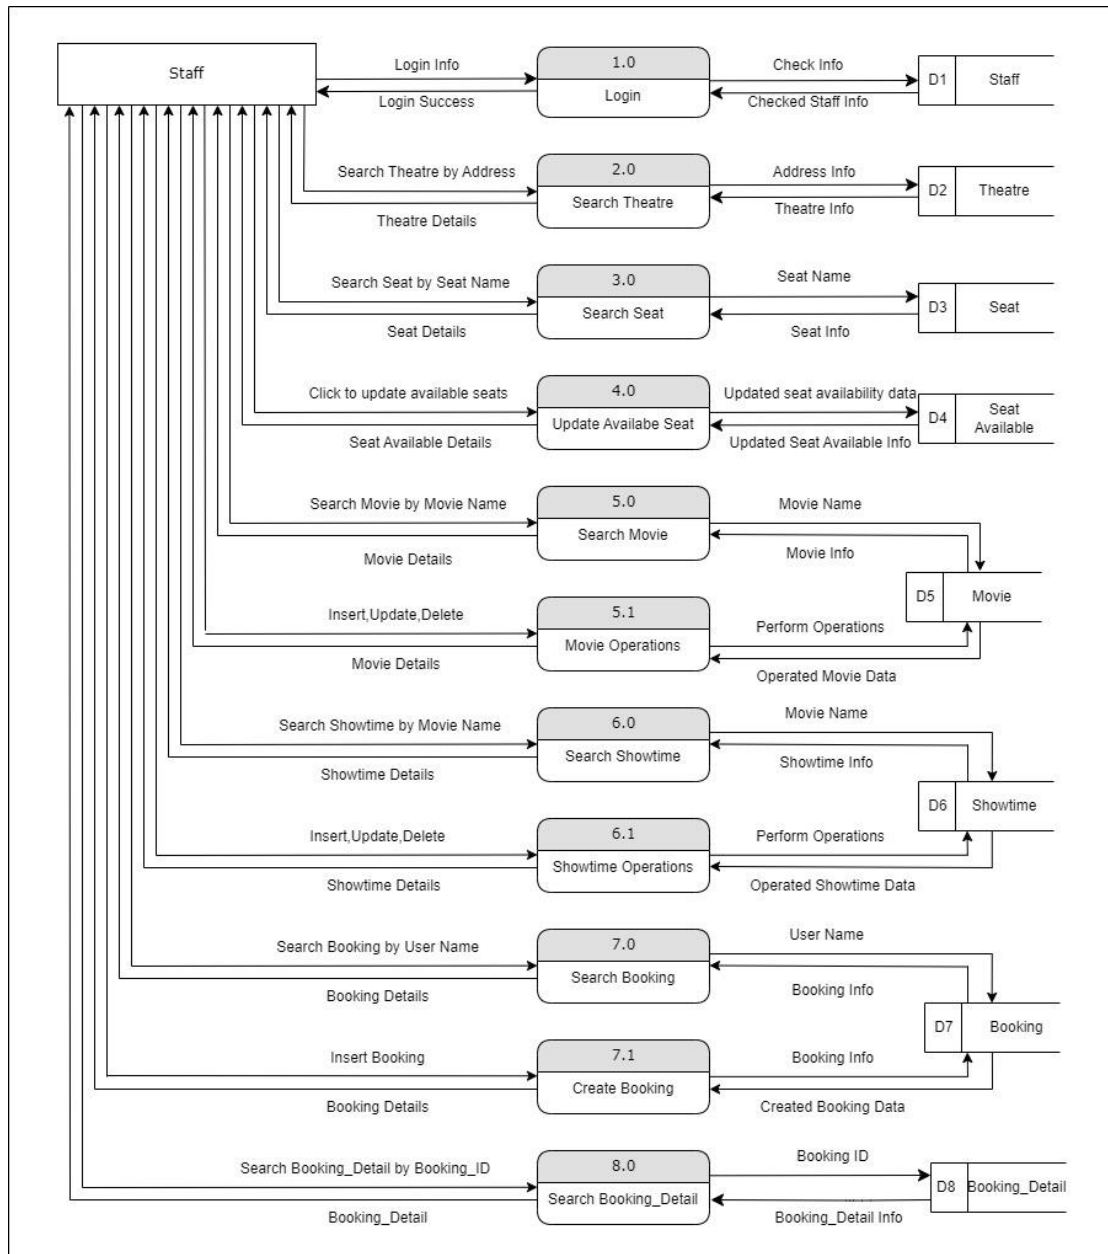 Staff
Login Info
1.0
Check Info
D1
Staff
Login Success
Login
Checked Staff Info
Search Theatre by Address
2.0
Address Info
D2
Theatre
Theatre Details
Search Theatre
Theatre Info
Search Seat by Seat Name
3.0
Seat Name
D3
Seat
Seat Details
Search Seat
Seat Info
Click to update available seats
4.0
Updated seat availability data
D4
Seat
Available
Seat Available Details
Update Availabe Seat
Updated Seat Available Info
Search Movie by Movie Name
5.0
Movie Name
Movie Details
Search Movie
Movie Info
D5
Movie
Insert,Update,Delete
5.1
Perform Operations
Movie Details
Movie Operations
Operated Movie Data
Search Showtime by Movie Name
6.0
Movie Name
Showtime Details
Search Showtime
Showtime Info
D6
Showtime
Insert,Update,Delete
6.1
Perform Operations
Showtime Details
Showtime Operations
Operated Showtime Data
Search Booking by User Name
7.0
User Name
Booking Details
Search Booking
Booking Info
D7
Booking
Insert Booking
7.1
Booking Info
Booking Details
Create Booking
Created Booking Data
Search Booking_Detail by Booking_ID
8.0
Booking ID
D8
Booking_Detail
Booking_Detail
Search Booking_Detail
Booking_Detail Info